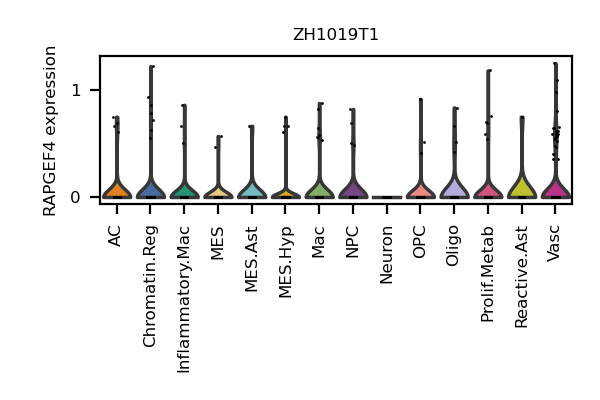 ZH1019T1
RAPGEF4 expression
1
0
AC
Chromatin.Reg
Inflammatory.Mac
MES
MES.Ast
MES.Hyp
Mac
NPC
Neuron
OPC
Oligo
Prolif.Metab
Reactive.Ast
Vasc